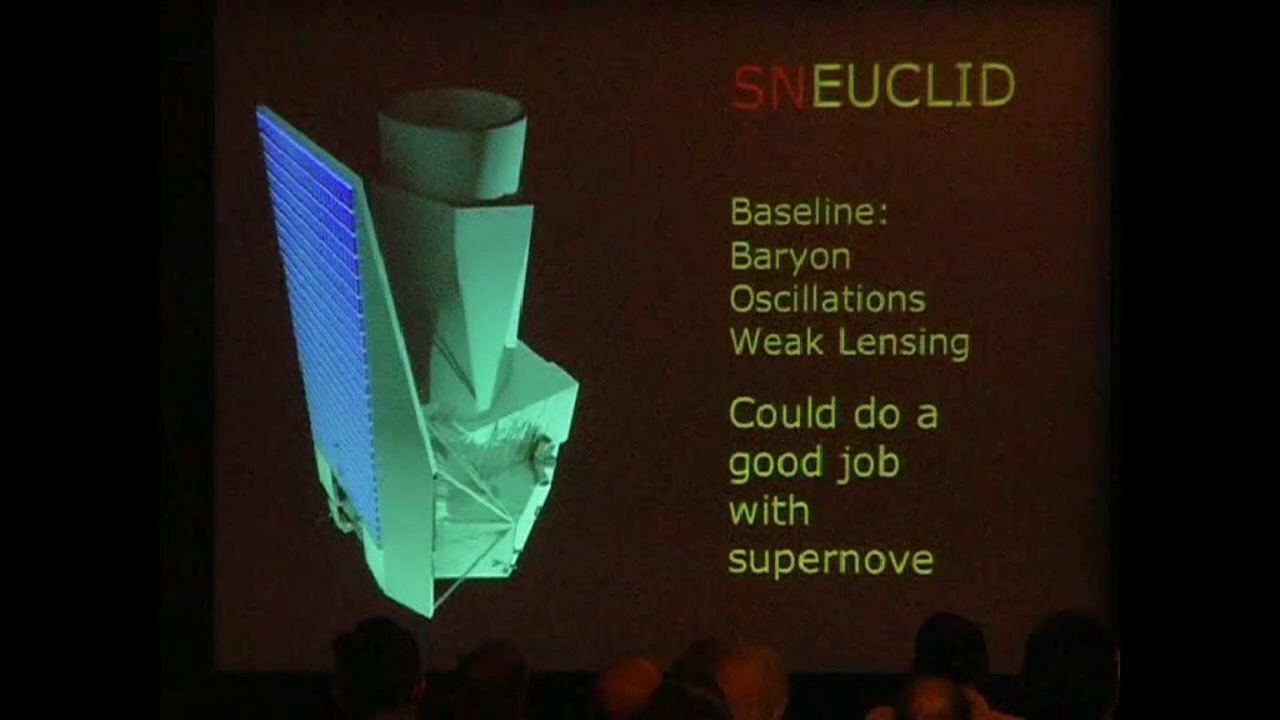 SNEUCLID
Baseline:
Baryon
Oscillations
Weak Lensing
Could do a
good job
with
supernove